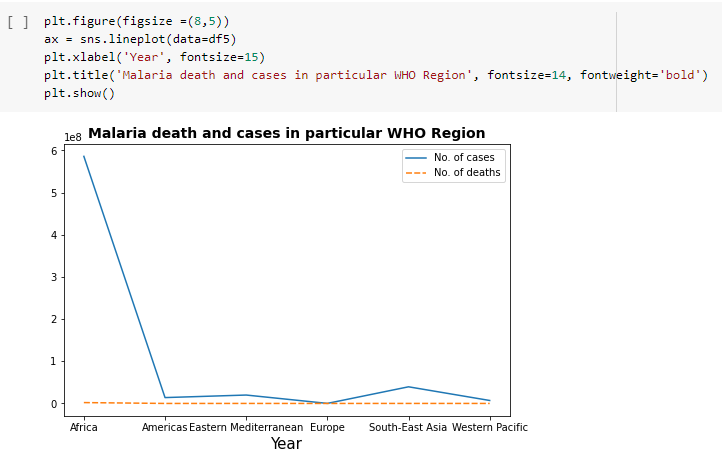 [ ] plt.figure(figsize =(8,5))
ax = sns.lineplot(data=df5)
plt.xlabel('Year', fontsize=15)
plt.title('Malaria death and cases in particular WHO Region', fontsize=14, fontweight='bold')
plt.show()
1e8
Malaria death and cases in particular WHO Region
No. of cases
No. of deaths
6
5
4
3
2
1
0
Africa Americas Eastern Mediterranean Europe South-East Asia Western Pacific
Year